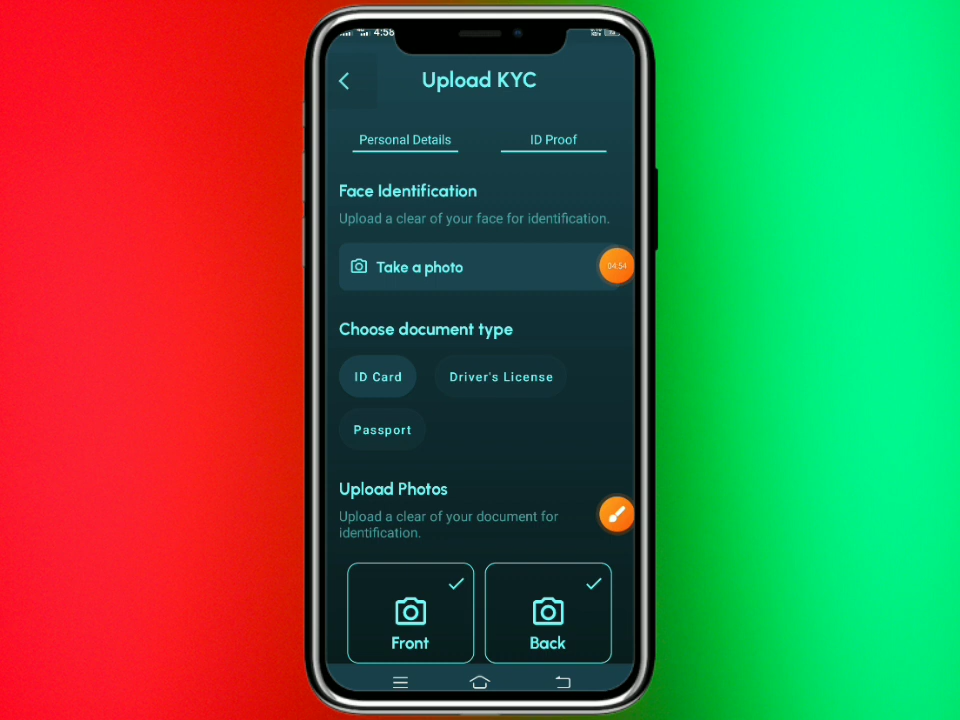 4:58
Upload KYC
Personal Details
ID Proof
Face Identification
Upload a clear of your face for identification.
Take a photo
04:54
Choose document type
ID Card
Driver's License
Passport
Upload Photos
Upload a clear of your document for
identification.
Front
Back